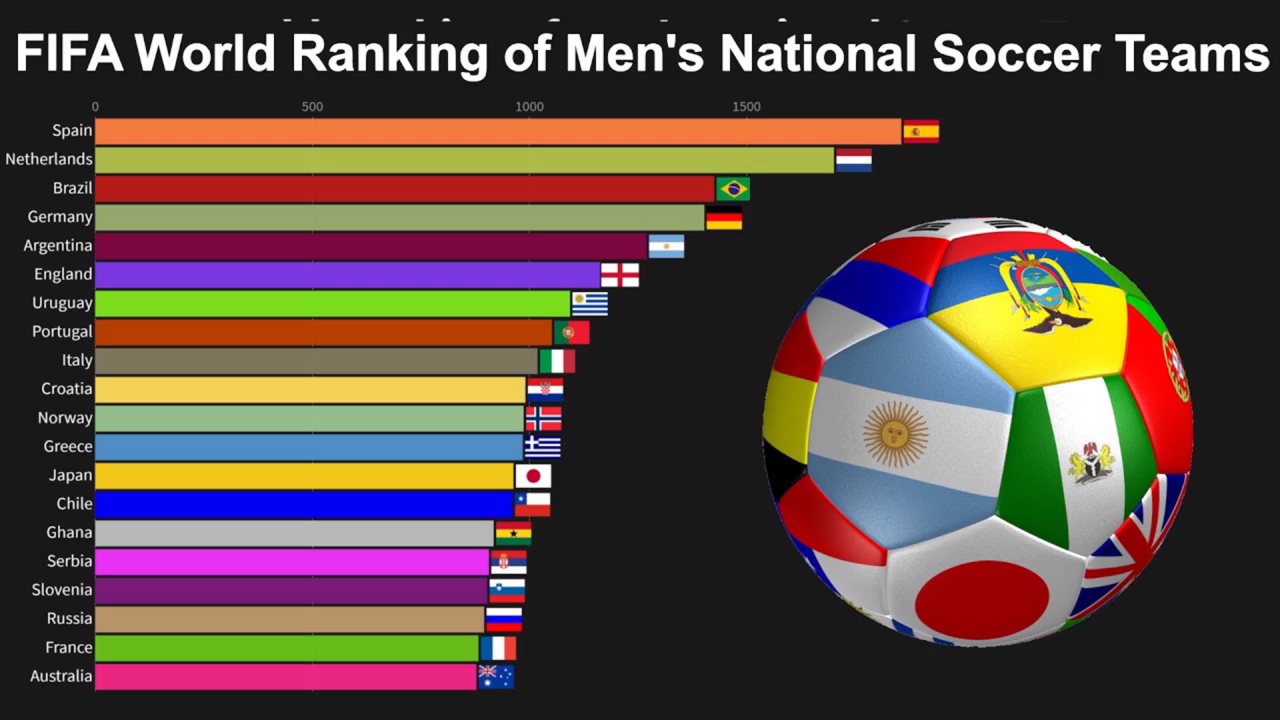 FIFA World Ranking of Men's National Soccer Teams
0 500 1000 1500
Spain
Netherlands
Brazil
Germany
Argentina
England
Uruguay
Portugal
Italy
Croatia
Norway
Greece
Japan
Chile
Ghana
Serbia
Slovenia
Russia
France
Australia